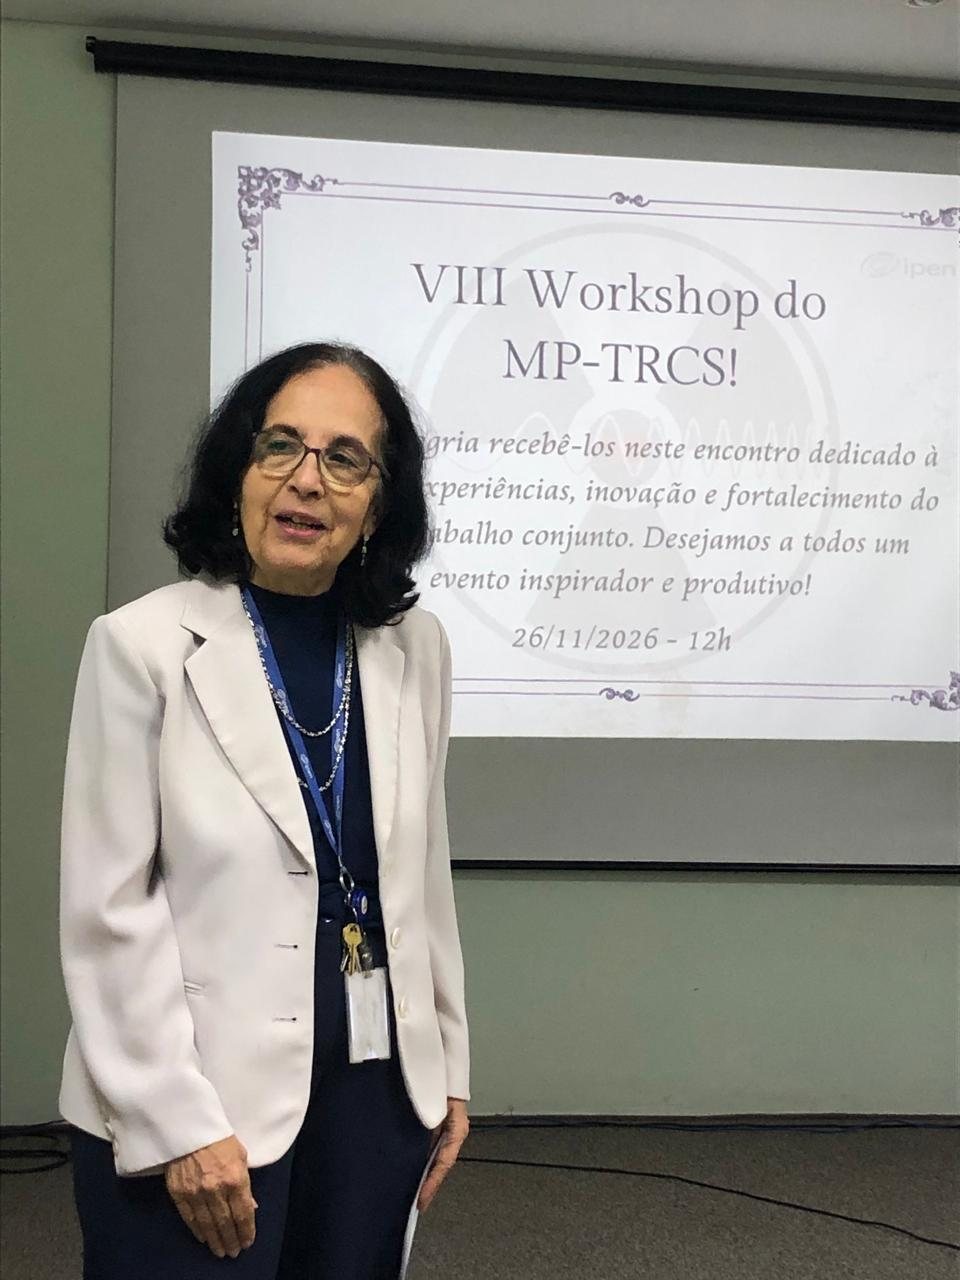 ipen
VIII Workshop do
MP-TRCS!
recebê-los neste encontro dedicado à
inovação e fortalecimento do
conjunto. Desejamos a todos um
evento inspirador e produtivo!
26/11/2026 - 12h